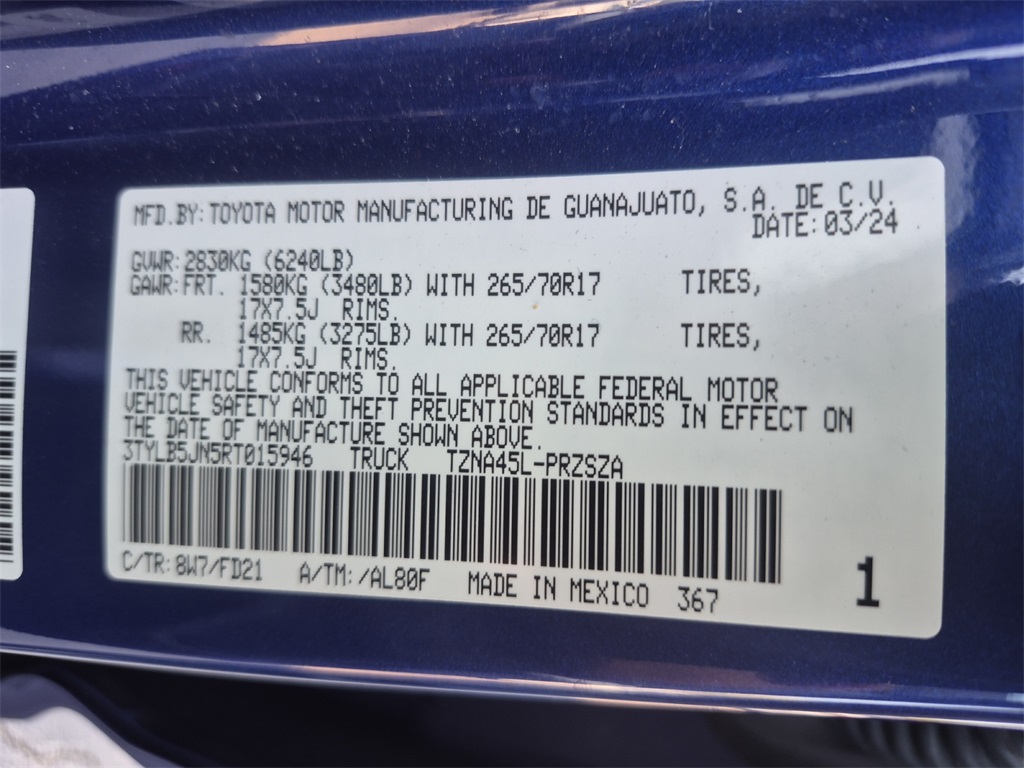 MFD.BY:TOYOTA MOTOR MANUFACTURING DE GUANAJUATO, S.A. DE C.V.
DATE:03/24
GVWR:2830KG (6240LB)
GAWR:FRT. 1580KG (3480LB) WITH 265/70R17 TIRES,
17X7.5J RIMS.
RR. 1485KG (3275LB) WITH 265/70R17 TIRES,
17X7.5J RIMS.
THIS VEHICLE CONFORMS TO ALL APPLICABLE FEDERAL MOTOR
VEHICLE SAFETY AND THEFT PREVENTION STANDARDS IN EFFECT ON
THE DATE OF MANUFACTURE SHOWN ABOVE.
3TYLB5JN5RT015946 TRUCK TZNA45L-PRZSZA
C/TR:8W7/FD21 A/TM:/AL80F MADE IN MEXICO 367 1